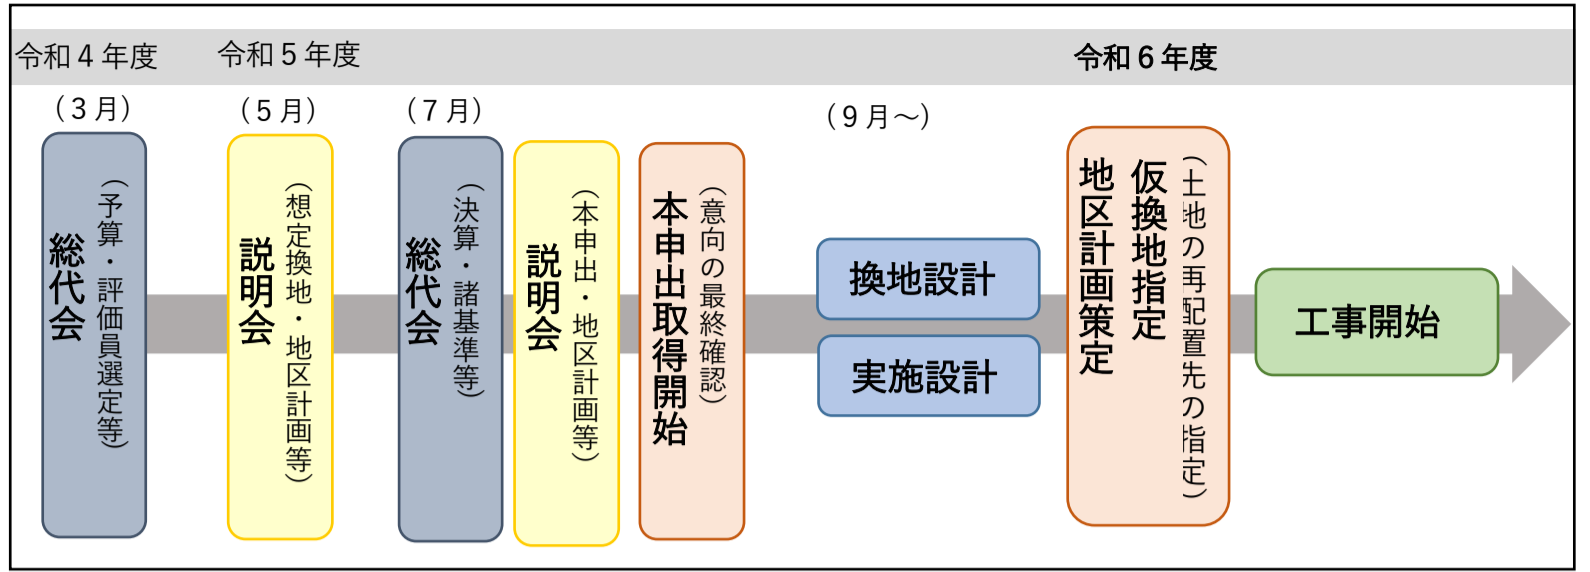 令和４年度
令和５年度
令和６年度
（３月）
（５月）
（７月）
（９月～）
総代会
（予算・評価員選定等）
説明会
（想定換地・地区計画等）
総代会
（決算・諸基準等）
説明会
（本申出・地区計画等）
本申出取得開始
（意向の最終確認）
換地設計
実施設計
地区計画策定
仮換地指定
（土地の再配置先の指定）
工事開始